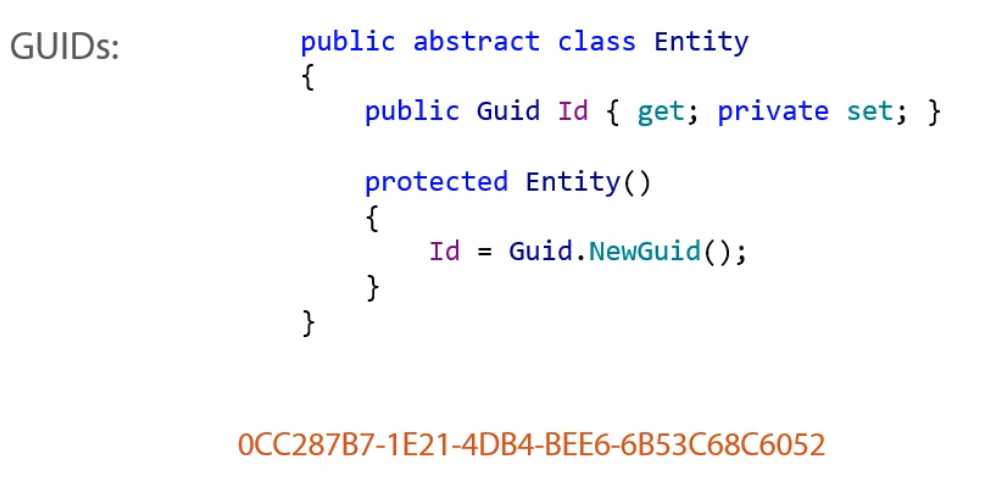 GUIDs:
public abstract class Entity
{
    public Guid Id { get; private set; }

    protected Entity()
    {
        Id = Guid.NewGuid();
    }
}
0CC287B7-1E21-4DB4-BEE6-6B53C68C6052